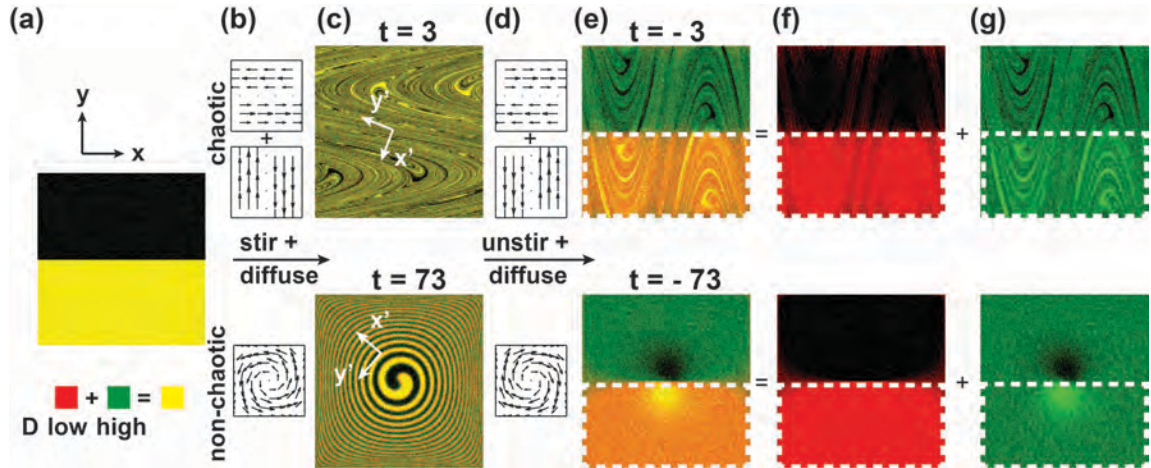 (a)
(b)
(c)
(d)
(e)
(f)
(g)
t = 3
t = - 3
y
x
chaotic
+
y'
x'
+
=
+
stir +
diffuse
unstir +
diffuse
t = 73
t = - 73
non-chaotic
x'
y'
=
+
+ =
D low high